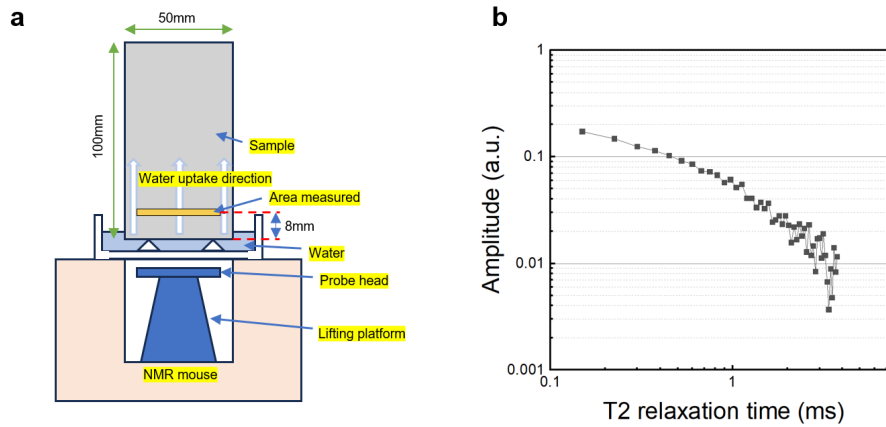 a
50mm
100mm
Sample
Water uptake direction
Area measured
8mm
Water
Probe head
Lifting platform
NMR mouse
b
Amplitude (a.u.)
1
0.1
0.01
0.001
0.1
1
T2 relaxation time (ms)